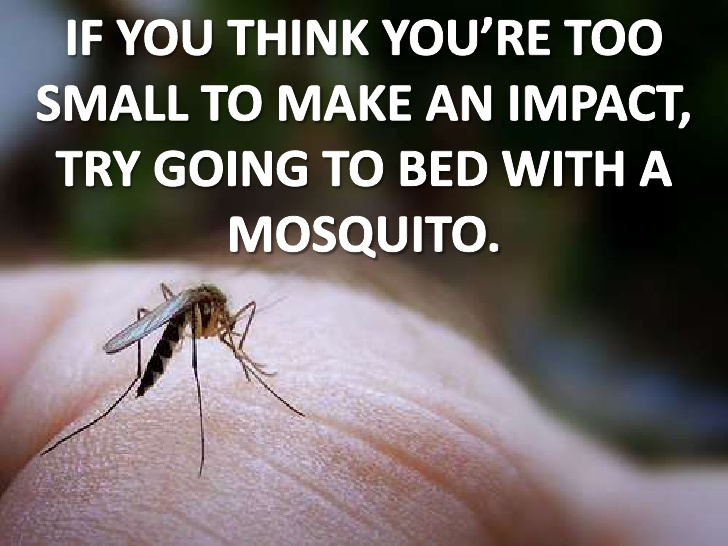 IF YOU THINK YOU’RE TOO
SMALL TO MAKE AN IMPACT,
TRY GOING TO BED WITH A
MOSQUITO.